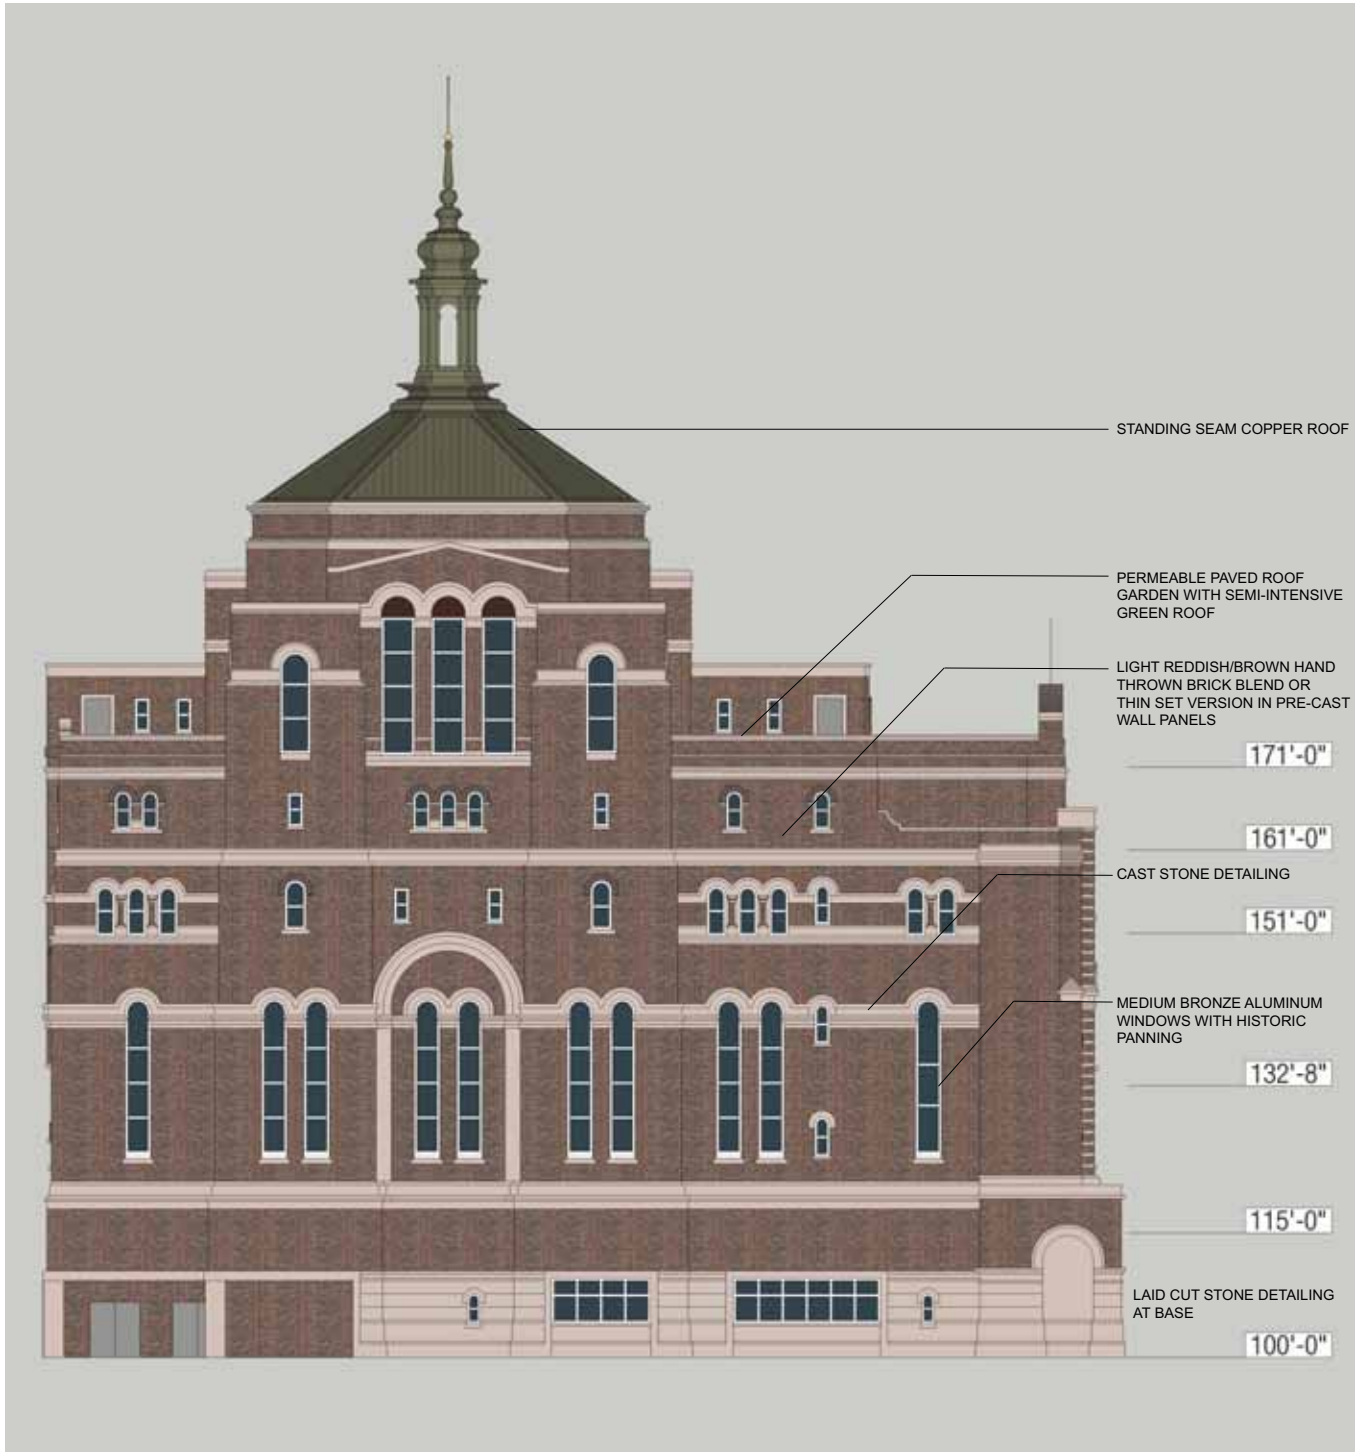 STANDING SEAM COPPER ROOF
PERMEABLE PAVED ROOF
GARDEN WITH SEMI-INTENSIVE
GREEN ROOF
LIGHT REDDISH/BROWN HAND
THROWN BRICK BLEND OR
THIN SET VERSION IN PRE-CAST
WALL PANELS
171'-0"
161'-0"
CAST STONE DETAILING
151'-0"
MEDIUM BRONZE ALUMINUM
WINDOWS WITH HISTORIC
PANNING
132'-8"
115'-0"
LAID CUT STONE DETAILING
AT BASE
100'-0"